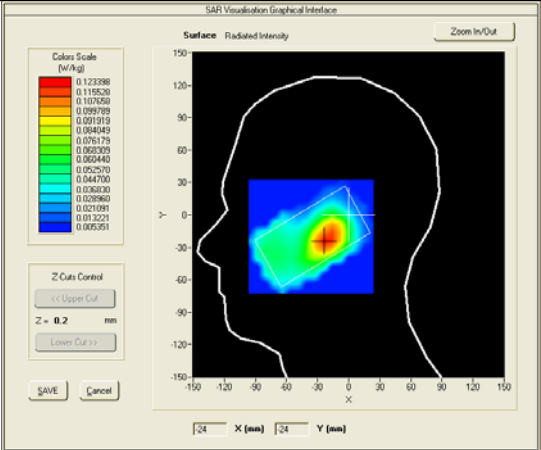 SAR Visualisation Graphical Interface
Surface Radiated Intensity
Zoom In/Out
Colors Scale
(W/kg)
0.123398
0.115528
0.107658
0.099789
0.091919
0.084049
0.076179
0.068309
0.060440
0.052570
0.044700
0.036830
0.028960
0.021091
0.013221
0.005351
Z-Cuts Control
<< Upper Cut
Z = 0.2 mm
Lower Cut >>
SAVE
Cancel
150-
120-
90-
60-
30-
0-
-30-
-60-
-90-
-120-
-150-
Y
-150 -120 -90 -60 -30 0 30 60 90 120 150
X
-24 X (mm) -24 Y (mm)